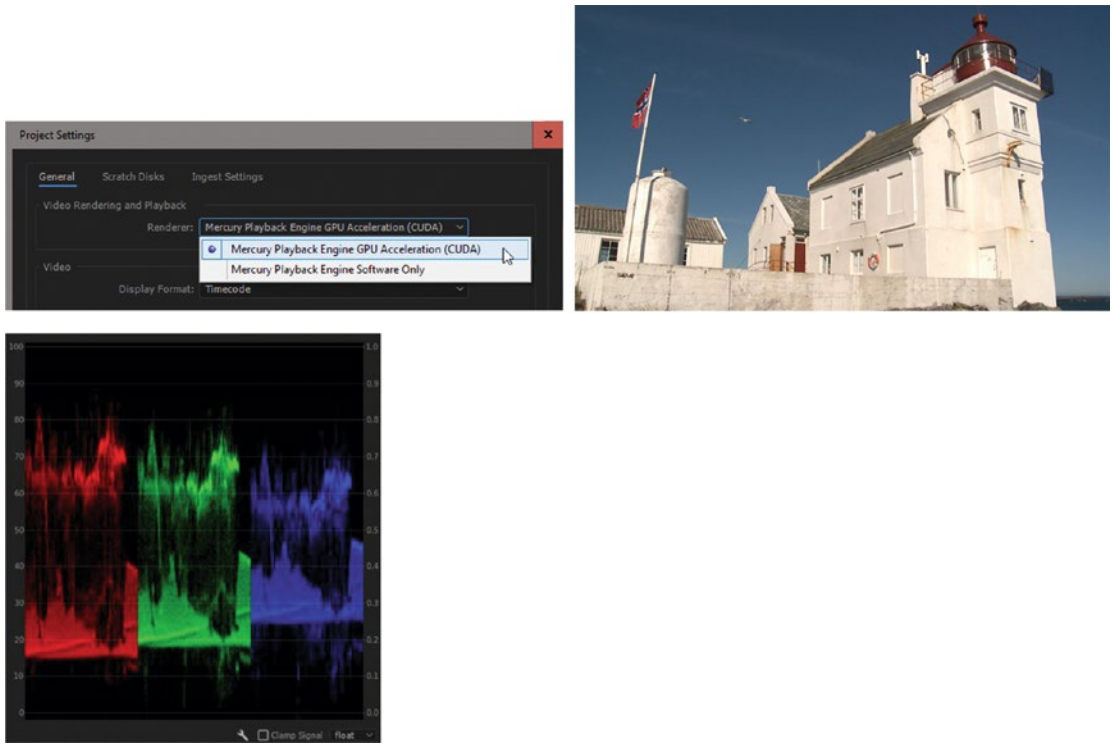 Project Settings
General Scratch Disks Ingest Settings
Video Rendering and Playback
Renderer: Mercury Playback Engine GPU Acceleration (CUDA)
Mercury Playback Engine GPU Acceleration (CUDA)
Mercury Playback Engine Software Only
Video
Display Format: Timecode
100 1.0
90 0.9
80 0.8
70 0.7
60 0.6
50 0.5
40 0.4
30 0.3
20 0.2
10 0.1
0 0.0
Clamp Signal float